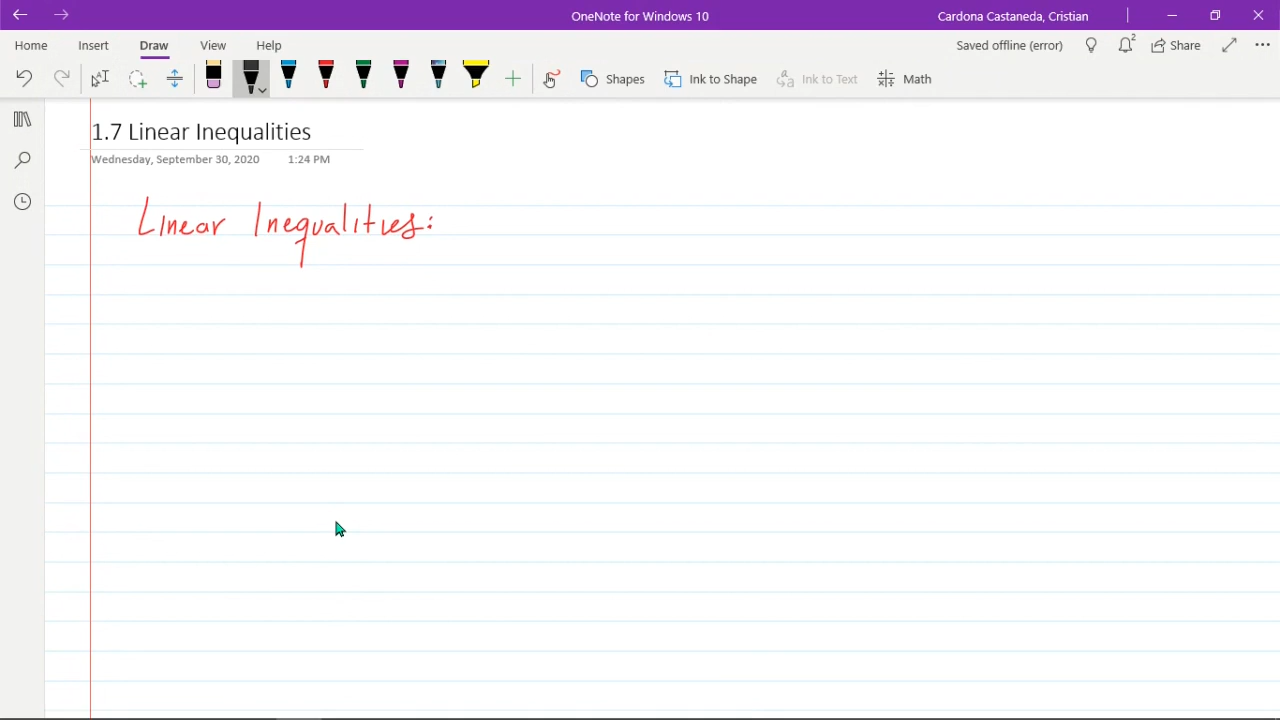 OneNote for Windows 10
Cardona Castaneda, Cristian
Home Insert Draw View Help
Saved offline (error) 2 Share
Shapes Ink to Shape Ink to Text Math
1.7 Linear Inequalities
Wednesday, September 30, 2020 1:24 PM
Linear Inequalities: